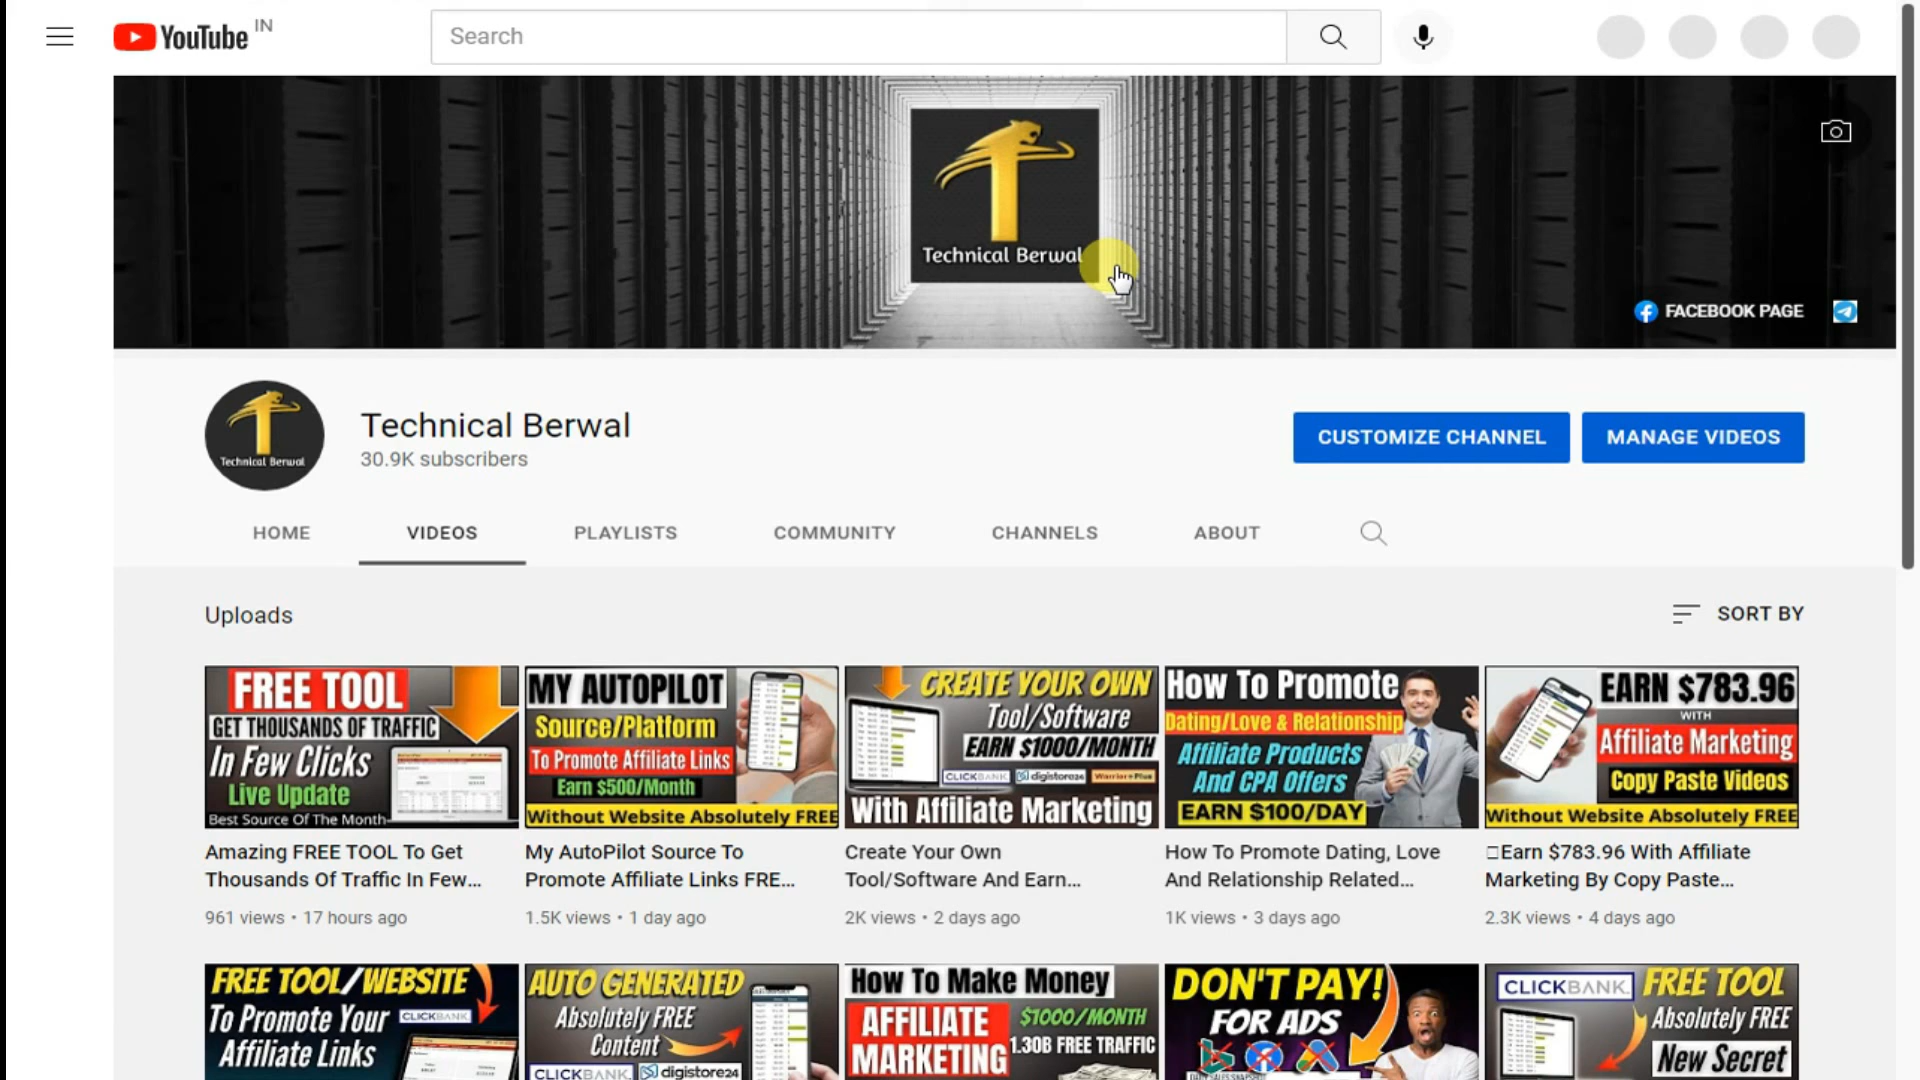 YouTube IN
Search
Technical Berwal
FACEBOOK PAGE
Technical Berwal
Technical Berwal
30.9K subscribers
CUSTOMIZE CHANNEL
MANAGE VIDEOS
HOME
VIDEOS
PLAYLISTS
COMMUNITY
CHANNELS
ABOUT
Uploads
SORT BY
FREE TOOL
GET THOUSANDS OF TRAFFIC
In Few Clicks
Live Update
Best Source Of The Month
MY AUTOPILOT
Source/Platform
To Promote Affiliate Links
Earn $500/Month
Without Website Absolutely FREE
CREATE YOUR OWN
Tool/Software
EARN $1000/MONTH
CLICKBANK digistore24 Warrior+Plus
With Affiliate Marketing
How To Promote
Dating/Love & Relationship
Affiliate Products
And CPA Offers
EARN $100/DAY
EARN $783.96
WITH
Affiliate Marketing
Copy Paste Videos
Without Website Absolutely FREE
Amazing FREE TOOL To Get
Thousands Of Traffic In Few...
961 views • 17 hours ago
My AutoPilot Source To
Promote Affiliate Links FRE...
1.5K views • 1 day ago
Create Your Own
Tool/Software And Earn...
2K views • 2 days ago
How To Promote Dating, Love
And Relationship Related...
1K views • 3 days ago
□Earn $783.96 With Affiliate
Marketing By Copy Paste...
2.3K views • 4 days ago
FREE TOOL/WEBSITE
To Promote Your
CLICKBANK
Affiliate Links
AUTO GENERATED
Absolutely FREE
Content
CLICKBANK digistore24
How To Make Money
AFFILIATE
MARKETING
$1000/MONTH
1.30B FREE TRAFFIC
DON'T PAY!
FOR ADS
CLICKBANK FREE TOOL
Absolutely FREE
New Secret